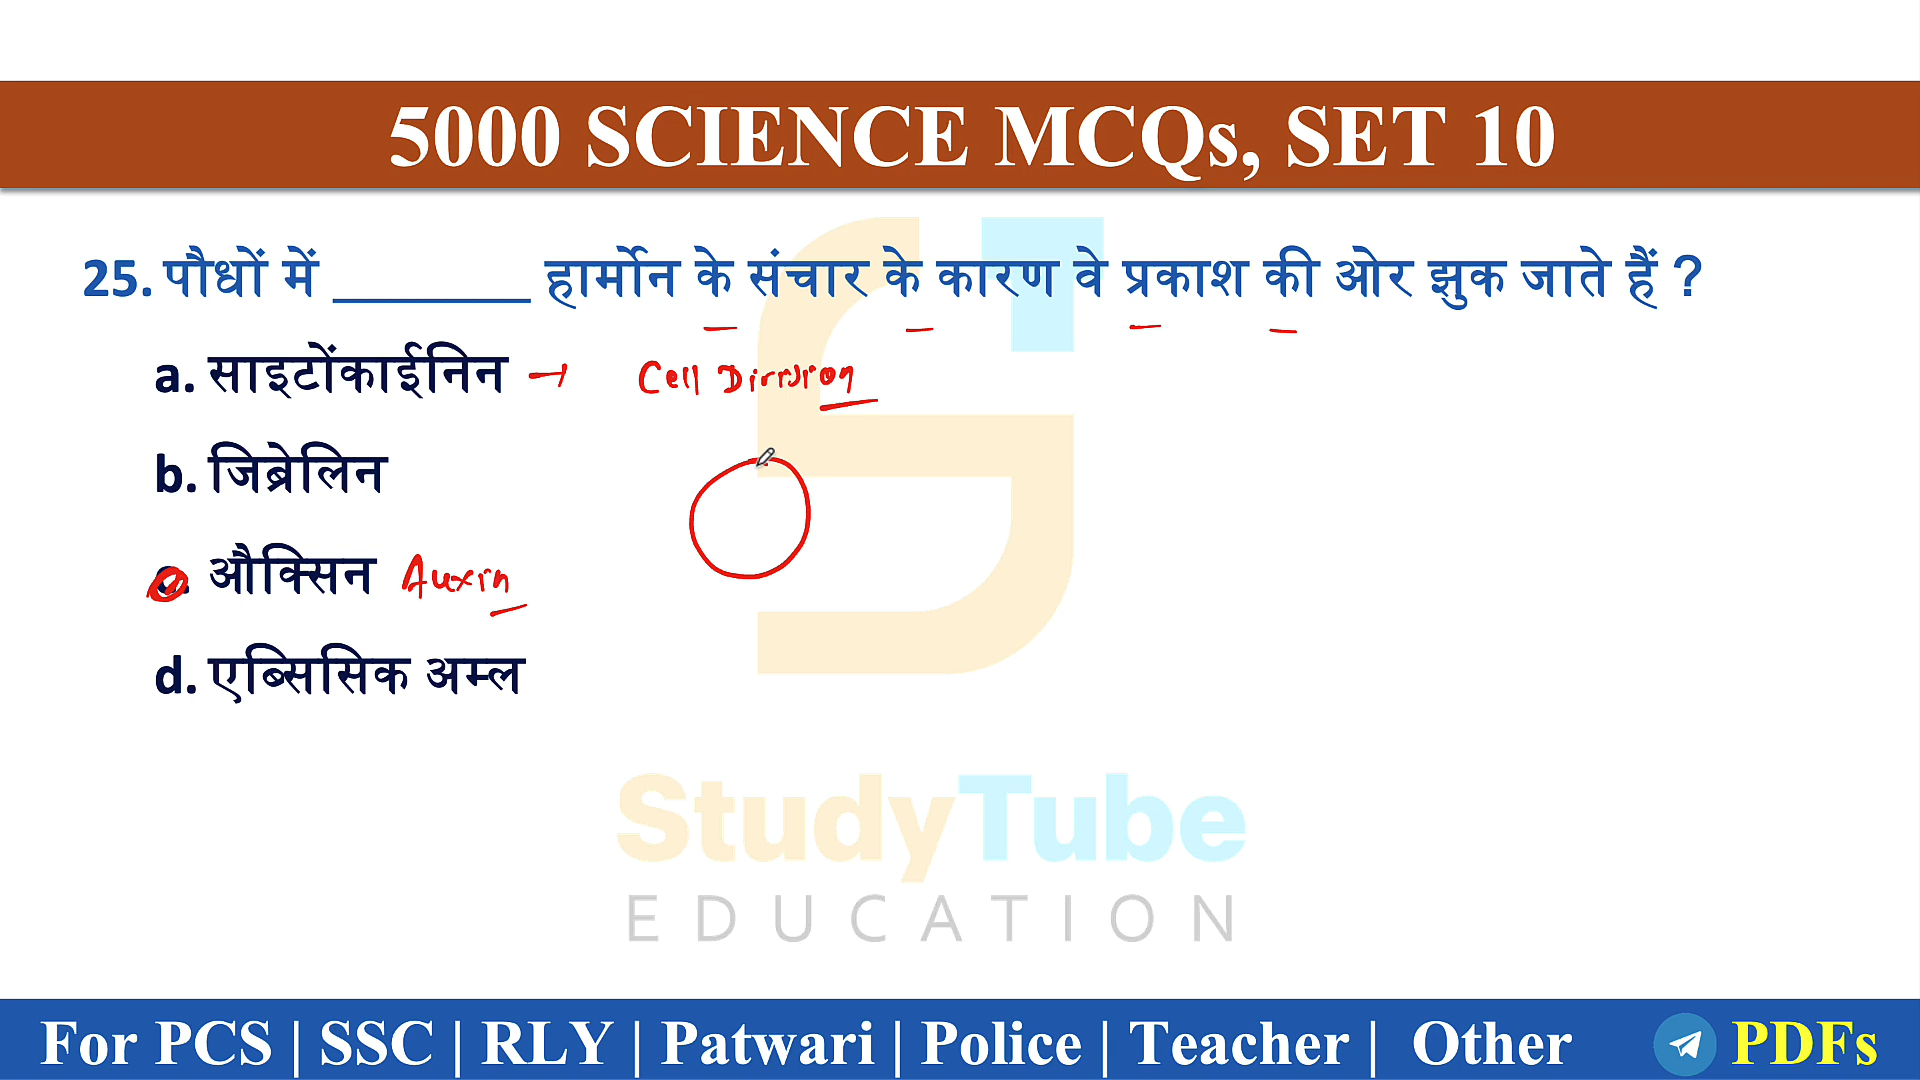 5000 SCIENCE MCQs, SET 10
25. पौधों में ________ हार्मोन के संचार के कारण वे प्रकाश की ओर झुक जाते हैं ?
a. साइटोंकाईनिन → Cell Division
b. जिब्रेलिन
c. औक्सिन Auxin
d. एब्सिसिक अम्ल
StudyTube
EDUCATION
For PCS | SSC | RLY | Patwari | Police | Teacher | Other PDFs